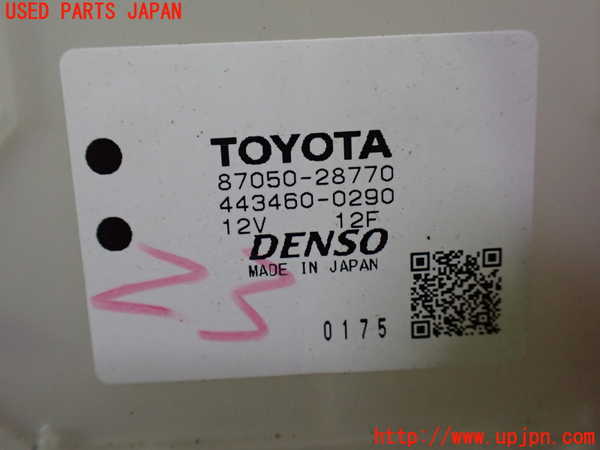 USED PARTS JAPAN
TOYOTA
87050-28770
443460-0290
12V 12F
DENSO
MADE IN JAPAN
0175
http://www.upjpn.com/